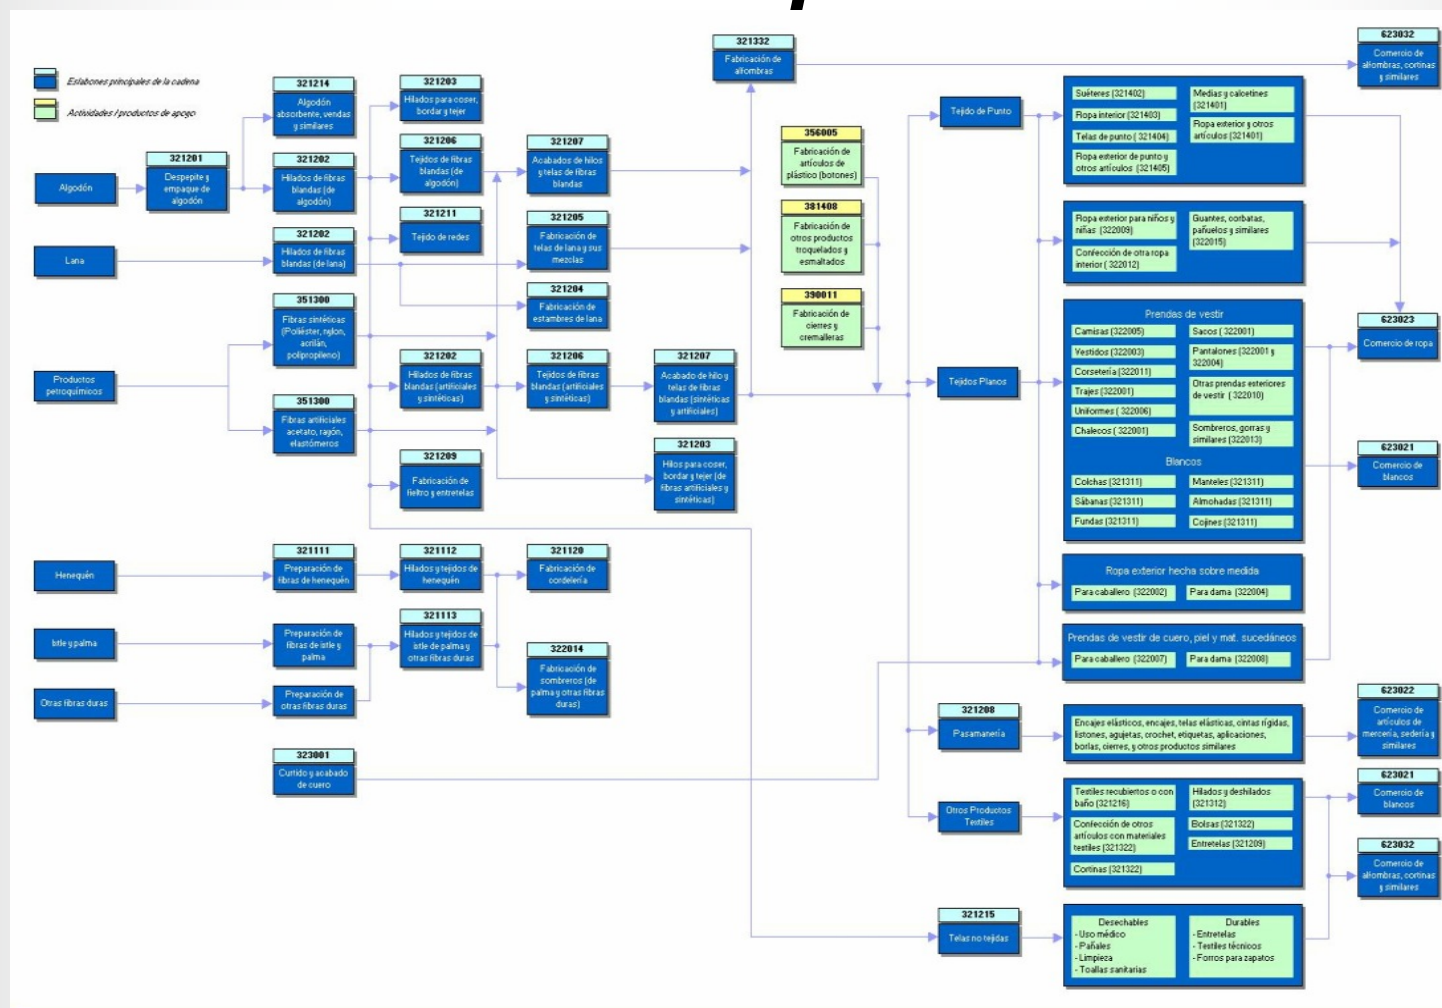 Eslabones principales de la cadena
Actividades / productos de apoyo
321332
Fabricación de
alfombras
623032
Comercio de
alfombras, cortinas
y similares
321214
Algodón
absorbente, vendas
y similares
321203
Hilados para coser,
bordar y tejer
Algodón
321201
Despepite y
empaque de
algodón
321202
Hilados de fibras
blandas (de
algodón)
321206
Tejidos de fibras
blandas (de
algodón)
321207
Acabados de hilos
y telas de fibras
blandas
321211
Tejido de redes
321205
Fabricación de
telas de lana y sus
mezclas
Lana
321202
Hilados de fibras
blandas (de lana)
321204
Fabricación de
estambres de lana
Productos
petroquímicos
351300
Fibras sintéticas
(Poliéster, nylon,
acrilán,
polipropileno)
351300
Fibras artificiales
acetato, rayón,
elastómeros
321202
Hilados de fibras
blandas (artificiales
y sintéticas)
321206
Tejidos de fibras
blandas (artificiales
y sintéticas)
321207
Acabado de hilo y
telas de fibras
blandas (sintéticas
y artificiales)
321209
Fabricación de
fieltro y entretelas
321203
Hilos para coser,
bordar y tejer (de
fibras artificiales y
sintéticas)
356005
Fabricación de
artículos de
plástico (botones)
381408
Fabricación de
otros productos
troquelados y
esmaltados
390011
Fabricación de
cierres y
cremalleras
Henequén
321111
Preparación de
fibras de henequén
321112
Hilados y tejidos de
henequén
321120
Fabricación de
cordelería
Istle y palma
Preparación de
fibras de istle y
palma
321113
Hilados y tejidos de
istle de palma y
otras fibras duras
322014
Fabricación de
sombreros (de
palma y otras fibras
duras)
Otras fibras duras
Preparación de
otras fibras duras
323001
Curtido y acabado
de cuero
Tejido de Punto
Suéteres (321402)
Ropa interior (321403)
Telas de punto ( 321404)
Ropa exterior de punto y
otros artículos (321405)
Medias y calcetines
(321401)
Ropa exterior y otros
artículos (321401)
Ropa exterior para niños y
niñas (322009)
Confección de otra ropa
interior ( 322012)
Guantes, corbatas,
pañuelos y similares
(322015)
Tejidos Planos
Prendas de vestir
Camisas (322005)
Vestidos (322003)
Corsetería (322011)
Trajes (322001)
Uniformes ( 322006)
Chalecos ( 322001)
Sacos ( 322001)
Pantalones (322001 y
322004)
Otras prendas exteriores
de vestir ( 322010)
Sombreros, gorras y
similares (322013)
Blancos
Colchas (321311)
Sábanas (321311)
Fundas (321311)
Manteles (321311)
Almohadas (321311)
Cojines (321311)
623023
Comercio de ropa
623021
Comercio de
blancos
Ropa exterior hecha sobre medida
Para caballero (322002)
Para dama (322004)
Prendas de vestir de cuero, piel y mat. sucedáneos
Para caballero (322007)
Para dama (322008)
321208
Pasamanería
Encajes elásticos, encajes, telas elásticas, cintas rígidas,
listones, agujetas, crochet, etiquetas, aplicaciones,
borlas, cierres, y otros productos similares
623022
Comercio de
artículos de
mercería, sedería y
similares
Otros Productos
Textiles
Textiles recubiertos o con
baño (321216)
Confección de otros
artículos con materiales
textiles (321322)
Cortinas (321322)
Hilados y deshilados
(321312)
Bolsas (321322)
Entretelas (321209)
623021
Comercio de
blancos
623032
Comercio de
alfombras, cortinas
y similares
321215
Telas no tejidas
Desechables
- Uso médico
- Pañales
- Limpieza
- Toallas sanitarias
Durables
- Entretelas
- Textiles técnicos
- Forros para zapatos